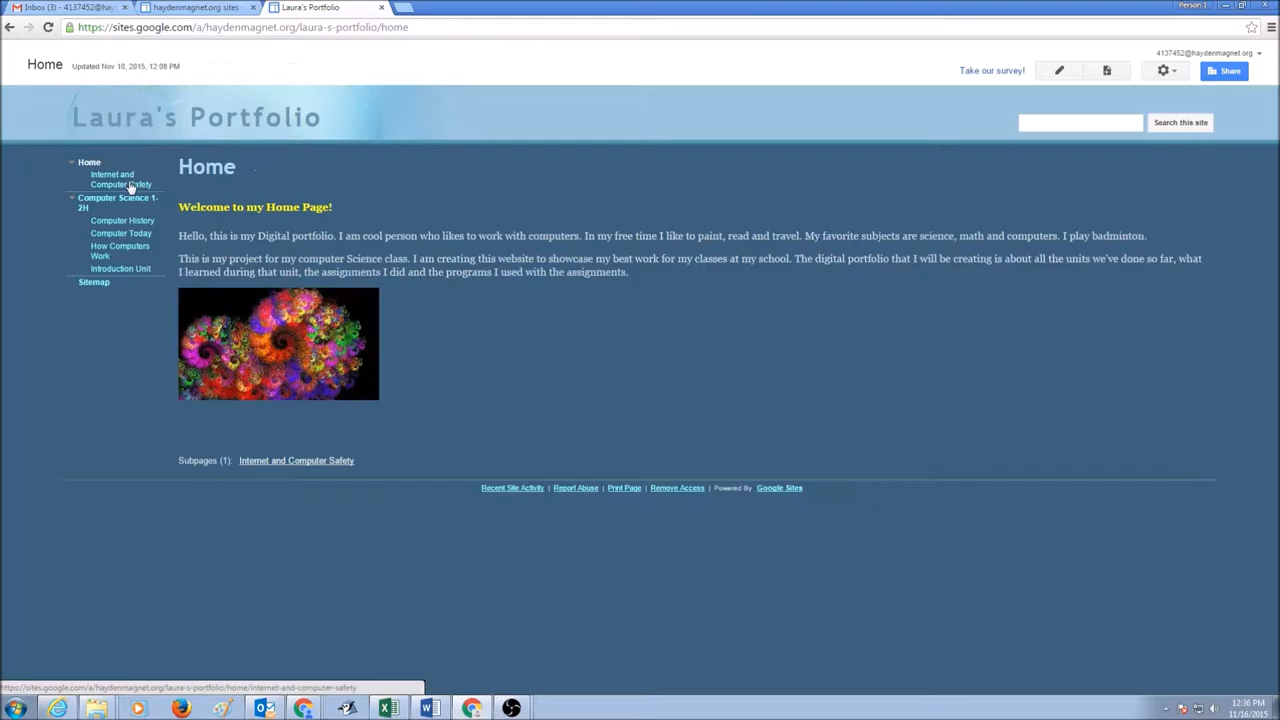 Inbox (3) - 4137452@hay
haydenmagnet.org sites
Laura's Portfolio
Person 1
https://sites.google.com/a/haydenmagnet.org/laura-s-portfolio/home
4137452@haydenmagnet.org
Home
Updated Nov 10, 2015, 12:08 PM
Take our survey!
Share
Laura's Portfolio
Search this site
Home
Internet and
Computer Safety
Computer Science 1-
2H
Computer History
Computer Today
How Computers
Work
Introduction Unit
Sitemap
Home
Welcome to my Home Page!
Hello, this is my Digital portfolio. I am cool person who likes to work with computers. In my free time I like to paint, read and travel. My favorite subjects are science, math and computers. I play badminton.
This is my project for my computer Science class. I am creating this website to showcase my best work for my classes at my school. The digital portfolio that I will be creating is about all the units we've done so far, what
I learned during that unit, the assignments I did and the programs I used with the assignments.
Subpages (1): Internet and Computer Safety
Recent Site Activity | Report Abuse | Print Page | Remove Access | Powered By Google Sites
https://sites.google.com/a/haydenmagnet.org/laura-s-portfolio/home/internet-and-computer-safety
12:36 PM
11/16/2015